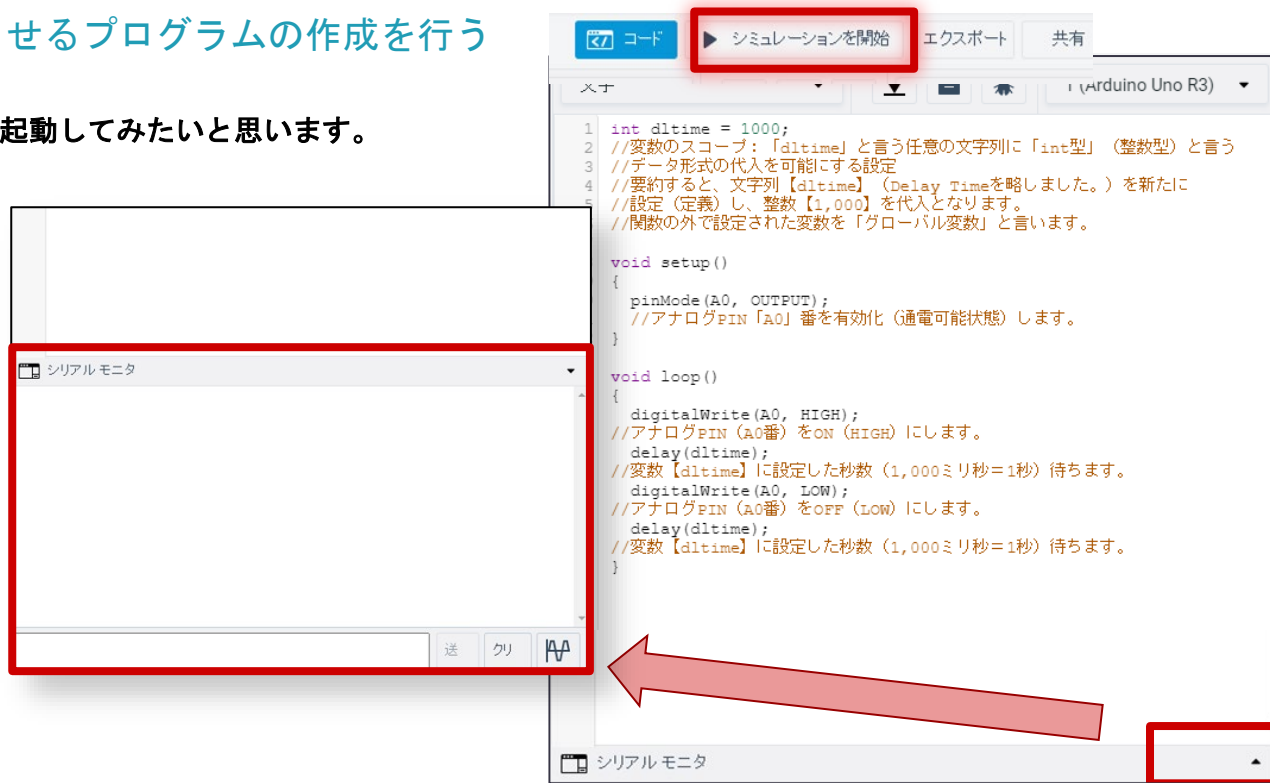 せるプログラムの作成を行う
起動してみたいと思います。
コード
シミュレーションを開始
エクスポート
共有
文字
1 (Arduino Uno R3)
1 int dltime = 1000;
2 //変数のスコープ：「dltime」と言う任意の文字列に「int型」（整数型）と言う
3 //データ形式の代入を可能にする設定
4 //要約すると、文字列【dltime】（Delay Timeを略しました。）を新たに
5 //設定（定義）し、整数【1,000】を代入となります。
//関数の外で設定された変数を「グローバル変数」と言います。
void setup()
{
pinMode(A0, OUTPUT);
//アナログPIN「A0」番を有効化（通電可能状態）します。
}
void loop()
{
digitalWrite(A0, HIGH);
//アナログPIN（A0番）をON（HIGH）にします。
delay(dltime);
//変数【dltime】に設定した秒数（1,000ミリ秒＝1秒）待ちます。
digitalWrite(A0, LOW);
//アナログPIN（A0番）をOFF（LOW）にします。
delay(dltime);
//変数【dltime】に設定した秒数（1,000ミリ秒＝1秒）待ちます。
}
シリアル モニタ
送
クリ
シリアル モニタ